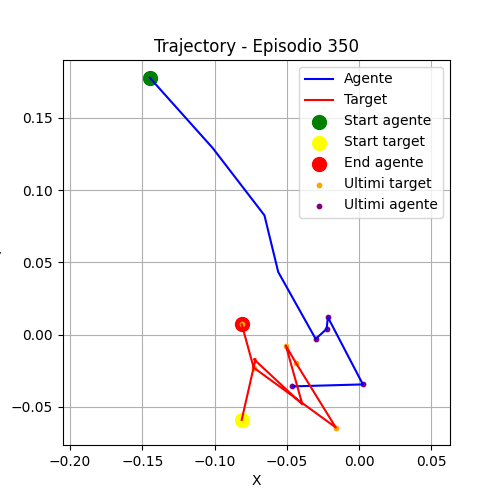 Trajectory - Episodio 350
Agente
Target
Start agente
Start target
End agente
Ultimi target
Ultimi agente
0.15
0.10
0.05
0.00
−0.05
−0.20
−0.15
−0.10
−0.05
0.00
0.05
X